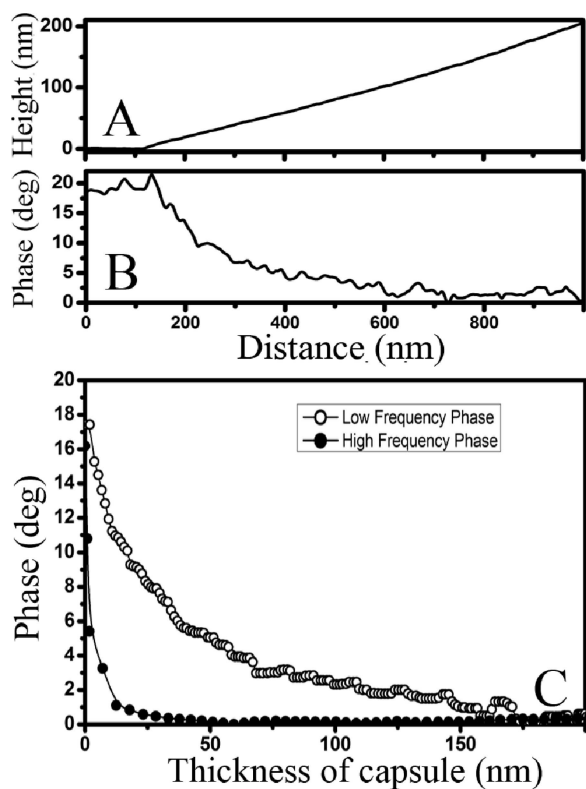 Height (nm)
200
100
0
A
Phase (deg)
20
15
10
5
0
B
0 200 400 600 800
Distance (nm)
Phase (deg)
20
18
16
14
12
10
8
6
4
2
0
Low Frequency Phase
High Frequency Phase
C
0 50 100 150
Thickness of capsule (nm)